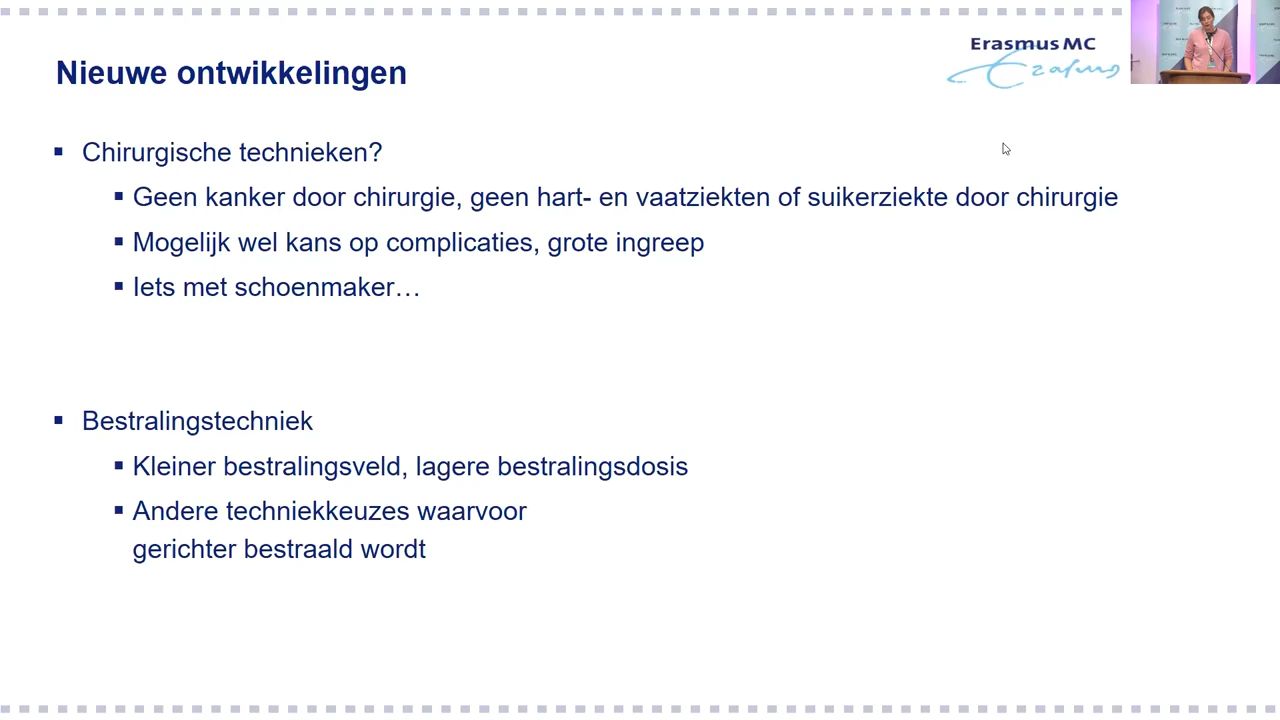 Nieuwe ontwikkelingen
Erasmus MC
Erasmus
Chirurgische technieken?
Geen kanker door chirurgie, geen hart- en vaatziekten of suikerziekte door chirurgie
Mogelijk wel kans op complicaties, grote ingreep
Iets met schoenmaker…
Bestralingstechniek
Kleiner bestralingsveld, lagere bestralingsdosis
Andere techniekkeuzes waarvoor
gerichter bestraald wordt